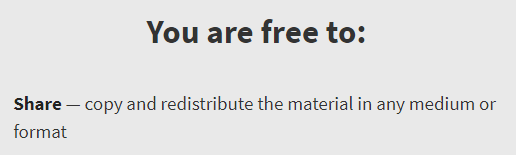 You are free to:
Share — copy and redistribute the material in any medium or
format